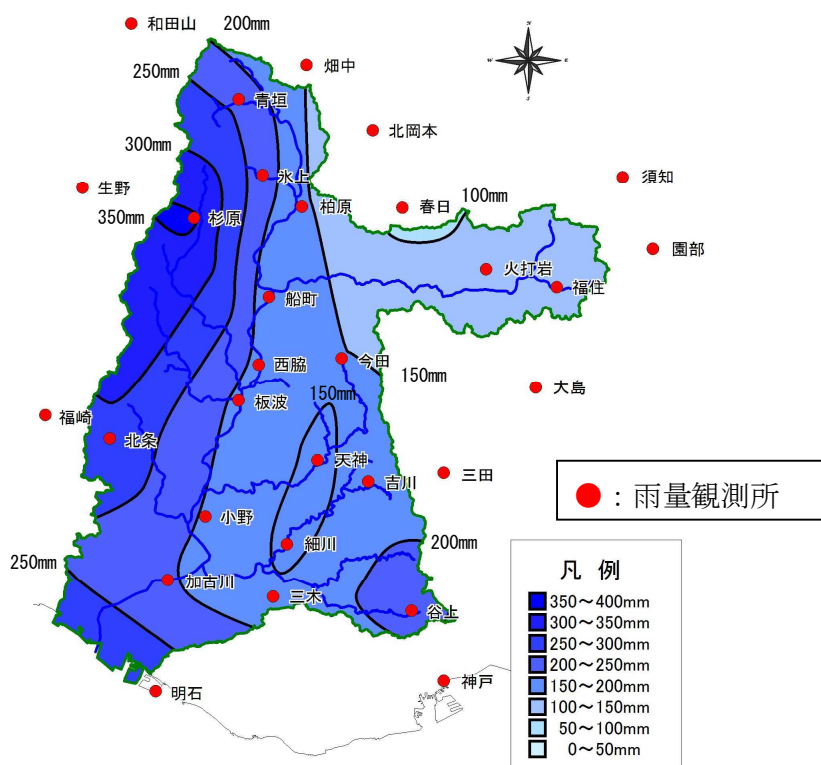 和田山
200mm
N
W
E
S
畑中
250mm
青垣
北岡本
300mm
氷上
須知
生野
柏原
春日
100mm
350mm
杉原
園部
火打岩
福住
船町
今田
西脇
150mm
大島
板波
150mm
福崎
北条
天神
三田
吉川
●：雨量観測所
小野
細川
200mm
250mm
加古川
三木
谷上
凡 例
350～400mm
300～350mm
250～300mm
200～250mm
150～200mm
100～150mm
50～100mm
0～50mm
明石
神戸